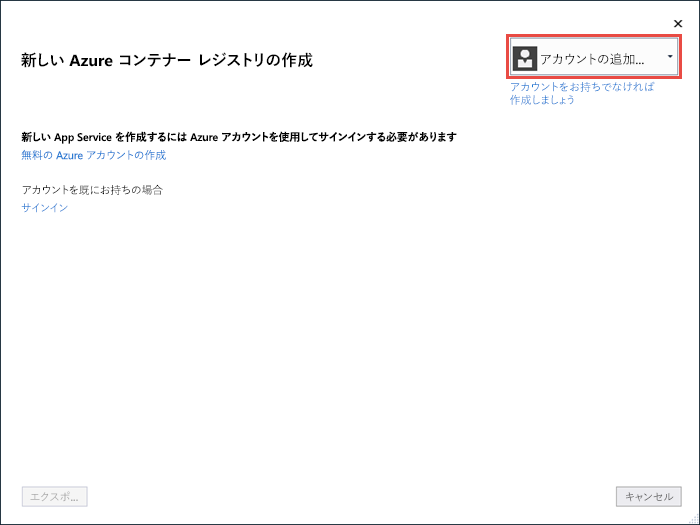 新しい Azure コンテナー レジストリの作成
アカウントの追加...
アカウントをお持ちでなければ
作成しましょう
新しい App Service を作成するには Azure アカウントを使用してサインインする必要があります
無料の Azure アカウントの作成
アカウントを既にお持ちの場合
サインイン
エクスポ...
キャンセル